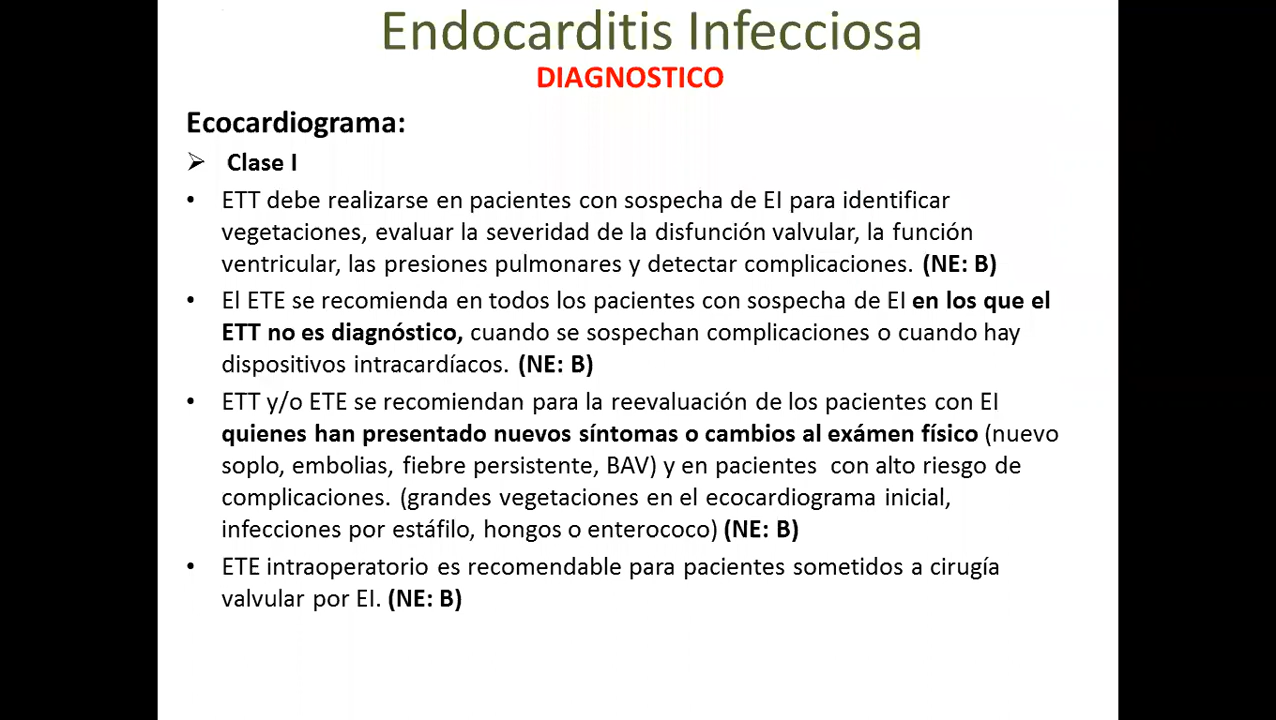 Endocarditis Infecciosa
DIAGNOSTICO
Ecocardiograma:
➢ Clase I
• ETT debe realizarse en pacientes con sospecha de EI para identificar
vegetaciones, evaluar la severidad de la disfunción valvular, la función
ventricular, las presiones pulmonares y detectar complicaciones. (NE: B)
• El ETE se recomienda en todos los pacientes con sospecha de EI en los que el
ETT no es diagnóstico, cuando se sospechan complicaciones o cuando hay
dispositivos intracardíacos. (NE: B)
• ETT y/o ETE se recomiendan para la reevaluación de los pacientes con EI
quienes han presentado nuevos síntomas o cambios al exámen físico (nuevo
soplo, embolias, fiebre persistente, BAV) y en pacientes con alto riesgo de
complicaciones. (grandes vegetaciones en el ecocardiograma inicial,
infecciones por estáfilo, hongos o enterococo) (NE: B)
• ETE intraoperatorio es recomendable para pacientes sometidos a cirugía
valvular por EI. (NE: B)